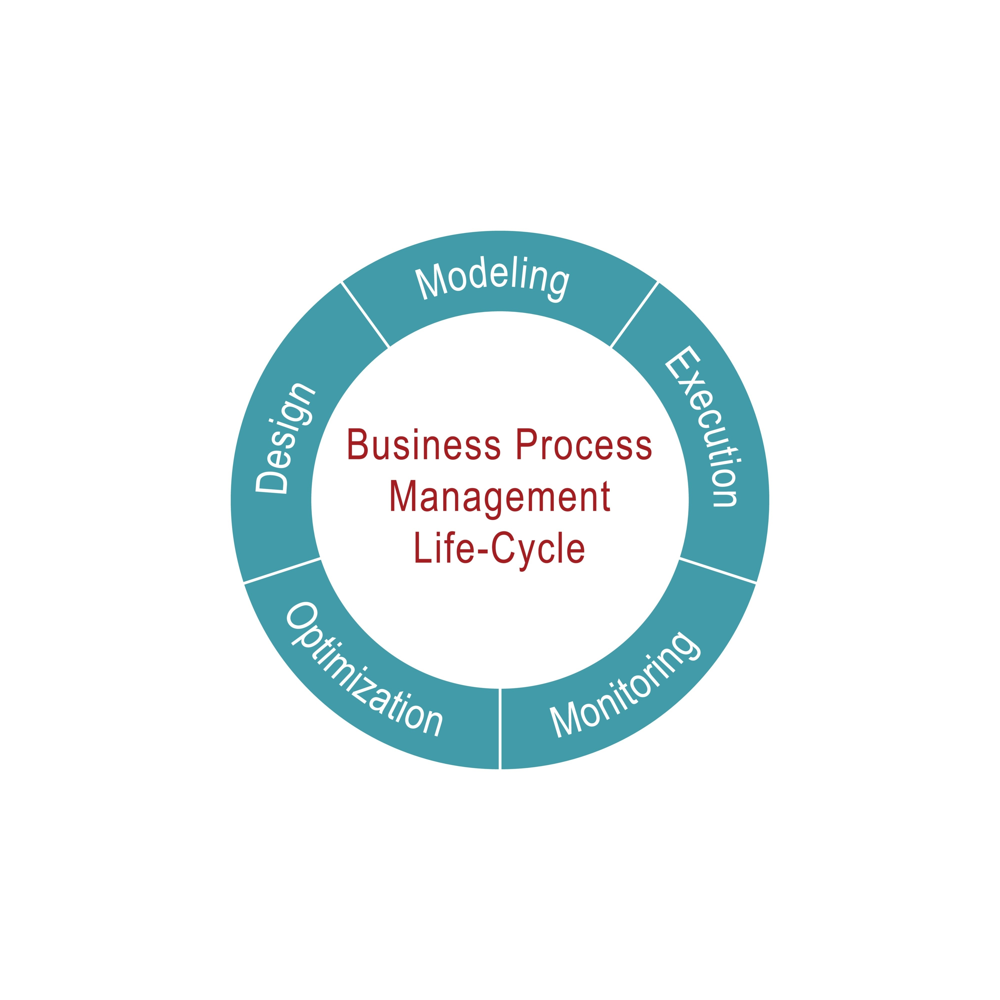 Modeling
Execution
Monitoring
Optimization
Design
Business Process
Management
Life-Cycle